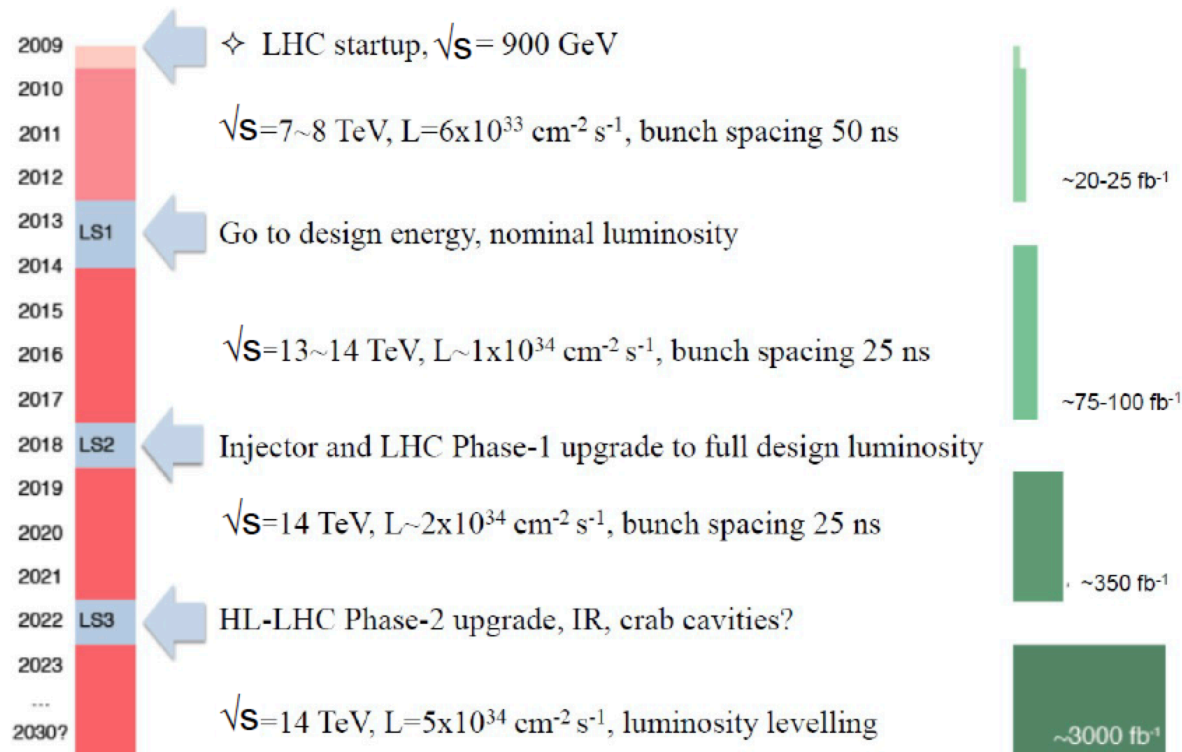 2009
✧ LHC startup, √s = 900 GeV
2010
2011
√s=7~8 TeV, L=6x10³³ cm⁻² s⁻¹, bunch spacing 50 ns
2012
~20-25 fb⁻¹
2013
LS1
Go to design energy, nominal luminosity
2014
2015
2016
√s=13~14 TeV, L~1x10³⁴ cm⁻² s⁻¹, bunch spacing 25 ns
2017
~75-100 fb⁻¹
2018
LS2
Injector and LHC Phase-1 upgrade to full design luminosity
2019
2020
√s=14 TeV, L~2x10³⁴ cm⁻² s⁻¹, bunch spacing 25 ns
2021
~350 fb⁻¹
2022
LS3
HL-LHC Phase-2 upgrade, IR, crab cavities?
2023
...
2030?
√s=14 TeV, L=5x10³⁴ cm⁻² s⁻¹, luminosity levelling
~3000 fb⁻¹